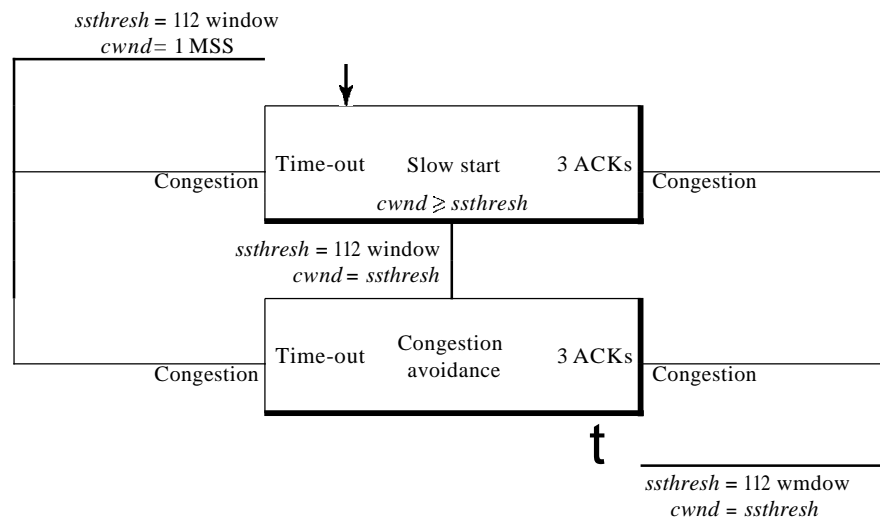 ssthresh = 112 window
cwnd = 1 MSS
Time-out Slow start 3 ACKs
Congestion Congestion
cwnd ⩾ ssthresh
ssthresh = 112 window
cwnd = ssthresh
Time-out Congestion avoidance 3 ACKs
Congestion Congestion
t
ssthresh = 112 wmdow
cwnd = ssthresh